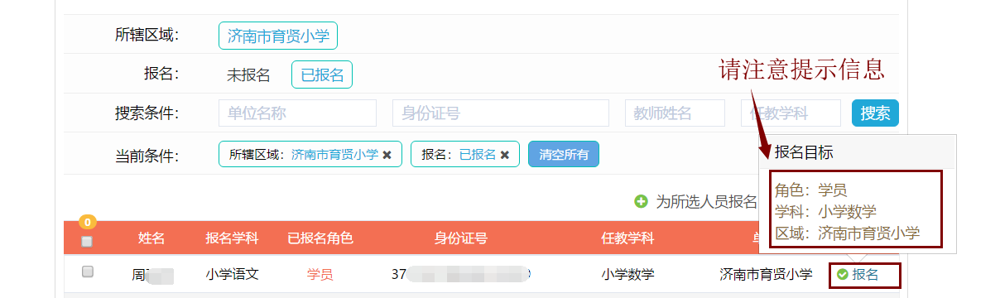 所辖区域： 济南市育贤小学
报名： 未报名 已报名
请注意提示信息
搜索条件： 单位名称 身份证号 教师姓名 任教学科 搜索
当前条件： 所辖区域：济南市育贤小学 ✖ 报名：已报名 ✖ 清空所有
报名目标
角色：学员
学科：小学数学
区域：济南市育贤小学
为所选人员报名
0
姓名 报名学科 已报名角色 身份证号 任教学科
周 小学语文 学员 37 小学数学 济南市育贤小学 报名